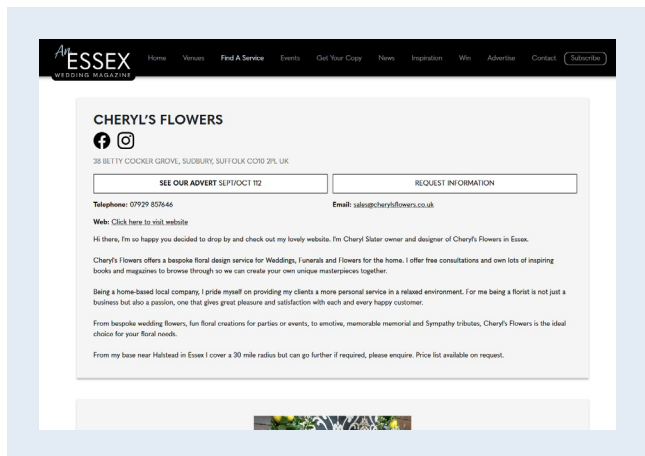 An
ESSEX
WEDDING MAGAZINE
Home Venues Find A Service Events Get Your Copy News Inspiration Win Advertise Contact Subscribe
CHERYL'S FLOWERS
38 BETTY COCKER GROVE, SUDBURY, SUFFOLK CO10 2PL UK
SEE OUR ADVERT SEPT/OCT 112
REQUEST INFORMATION
Telephone: 07929 857646
Email: sales@cherylsflowers.co.uk
Web: Click here to visit website
Hi there, I'm so happy you decided to drop by and check out my lovely website. I'm Cheryl Slater owner and designer of Cheryl's Flowers in Essex.
Cheryl's Flowers offers a bespoke floral design service for Weddings, Funerals and Flowers for the home. I offer free consultations and own lots of inspiring
books and magazines to browse through so we can create your own unique masterpieces together.
Being a home-based local company, I pride myself on providing my clients a more personal service in a relaxed environment. For me being a florist is not just a
business but also a passion, one that gives great pleasure and satisfaction with each and every happy customer.
From bespoke wedding flowers, fun floral creations for parties or events, to emotive, memorable memorial and Sympathy tributes, Cheryl's Flowers is the ideal
choice for your floral needs.
From my base near Halstead in Essex I cover a 30 mile radius but can go further if required, please enquire. Price list available on request.